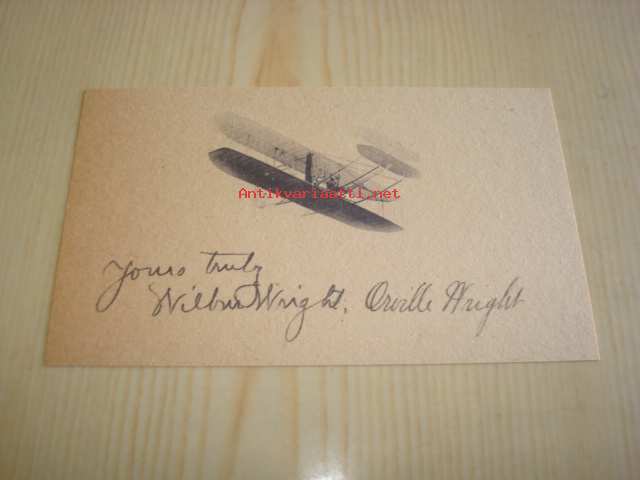 Antikvariaatti.net
Yours truly
Wilbur Wright, Orville Wright